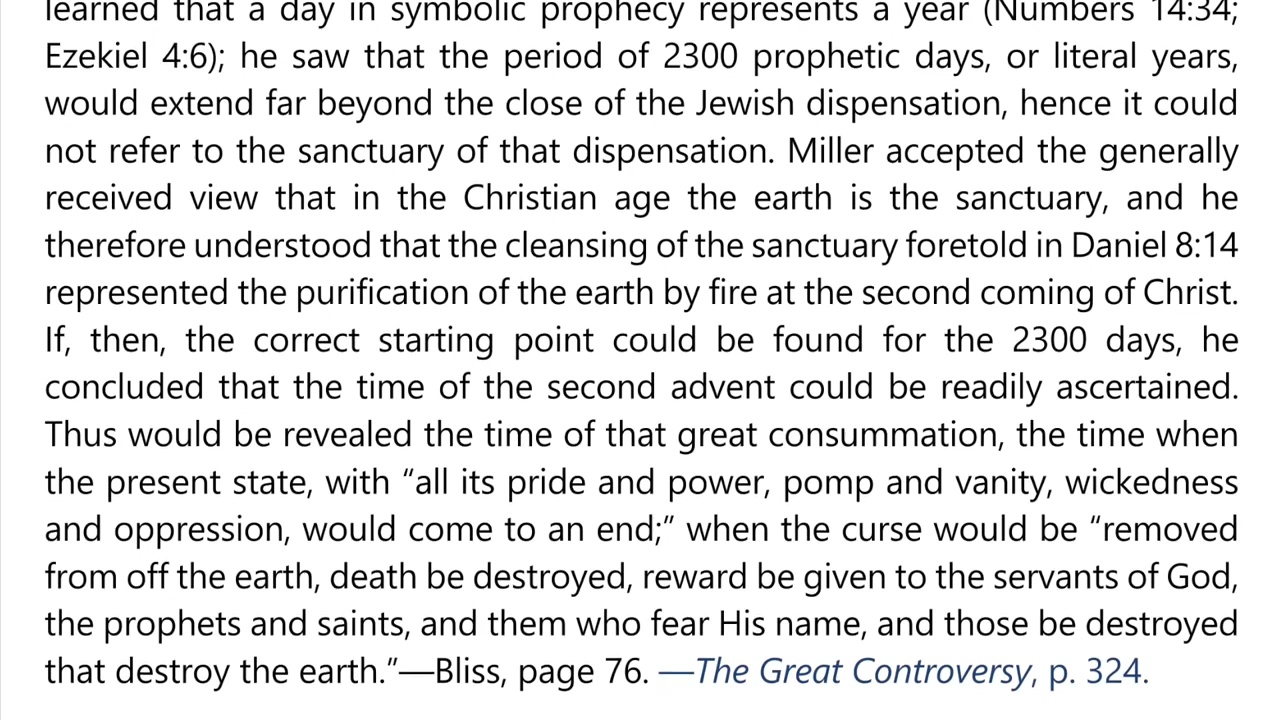 learned that a day in symbolic prophecy represents a year (Numbers 14:34;
Ezekiel 4:6); he saw that the period of 2300 prophetic days, or literal years,
would extend far beyond the close of the Jewish dispensation, hence it could
not refer to the sanctuary of that dispensation. Miller accepted the generally
received view that in the Christian age the earth is the sanctuary, and he
therefore understood that the cleansing of the sanctuary foretold in Daniel 8:14
represented the purification of the earth by fire at the second coming of Christ.
If, then, the correct starting point could be found for the 2300 days, he
concluded that the time of the second advent could be readily ascertained.
Thus would be revealed the time of that great consummation, the time when
the present state, with “all its pride and power, pomp and vanity, wickedness
and oppression, would come to an end;” when the curse would be “removed
from off the earth, death be destroyed, reward be given to the servants of God,
the prophets and saints, and them who fear His name, and those be destroyed
that destroy the earth.”—Bliss, page 76. —The Great Controversy, p. 324.